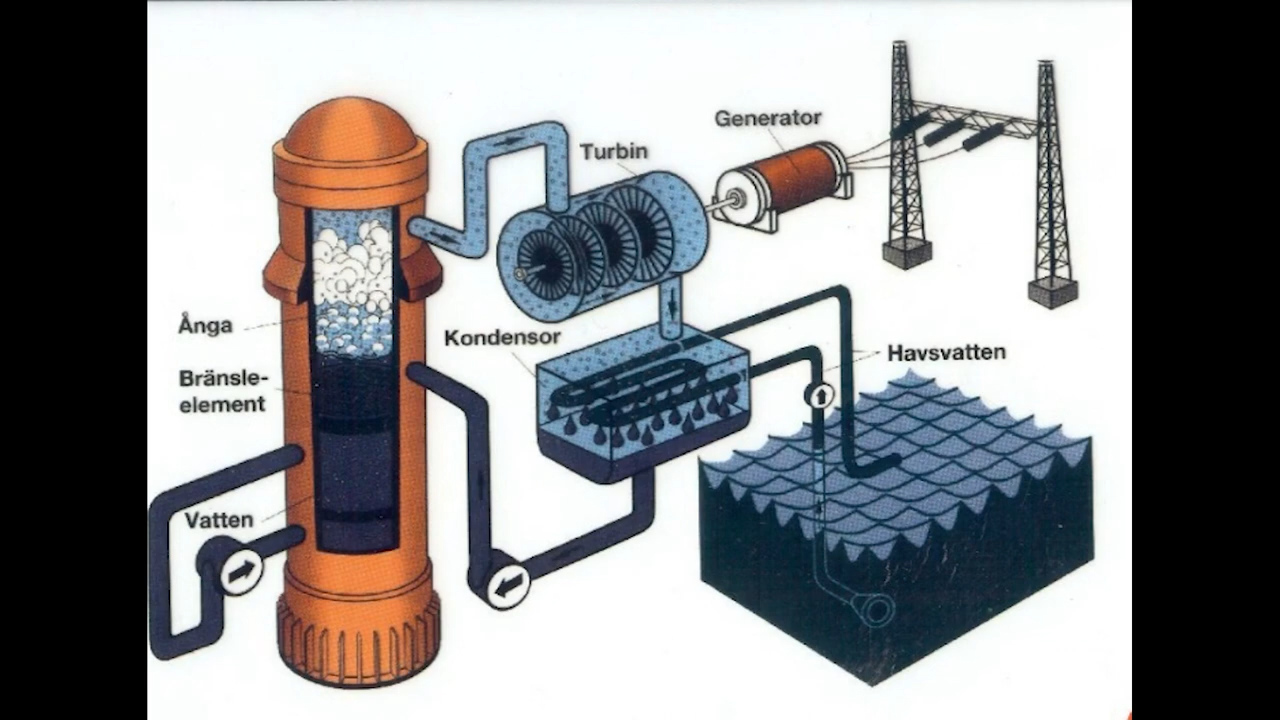 Generator
Turbin
Ånga
Kondensor
Havsvatten
Bränsle-
element
Vatten